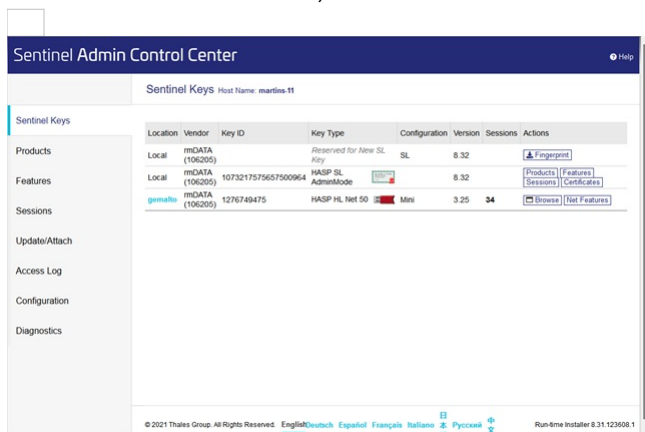 Sentinel Admin Control Center
Help
Sentinel Keys Host Name: martins-11
Sentinel Keys
Products
Features
Sessions
Update/Attach
Access Log
Configuration
Diagnostics
Location Vendor Key ID Key Type Configuration Version Sessions Actions
Local rmDATA (106205) Reserved for New SL Key SL 8.32 Fingerprint
Local rmDATA (106205) 1073217575657500964 HASP SL AdminMode 8.32 Products Features Sessions Certificates
gemalto rmDATA (106205) 1276749475 HASP HL Net 50 Mini 3.25 34 Browse Net Features
© 2021 Thales Group. All Rights Reserved. English Deutsch Español Français Italiano 日本 Русский 中文 Run-time Installer 8.31.123608.1